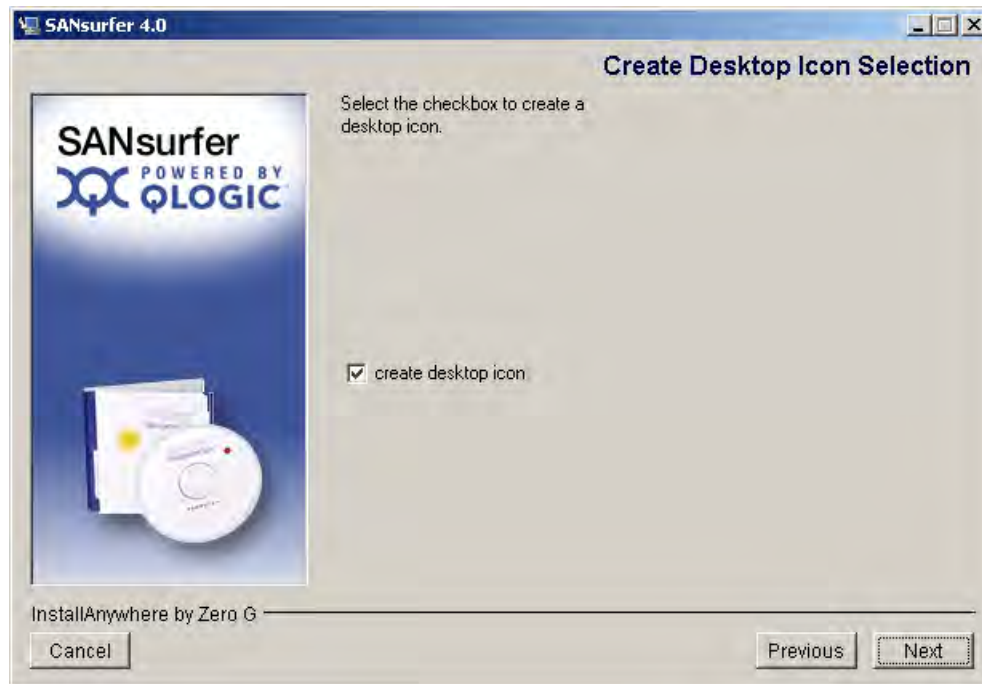 SANsurfer 4.0
Create Desktop Icon Selection
Select the checkbox to create a
desktop icon.
SANsurfer
POWERED BY
QLOGIC
create desktop icon
InstallAnywhere by Zero G
Cancel
Previous
Next